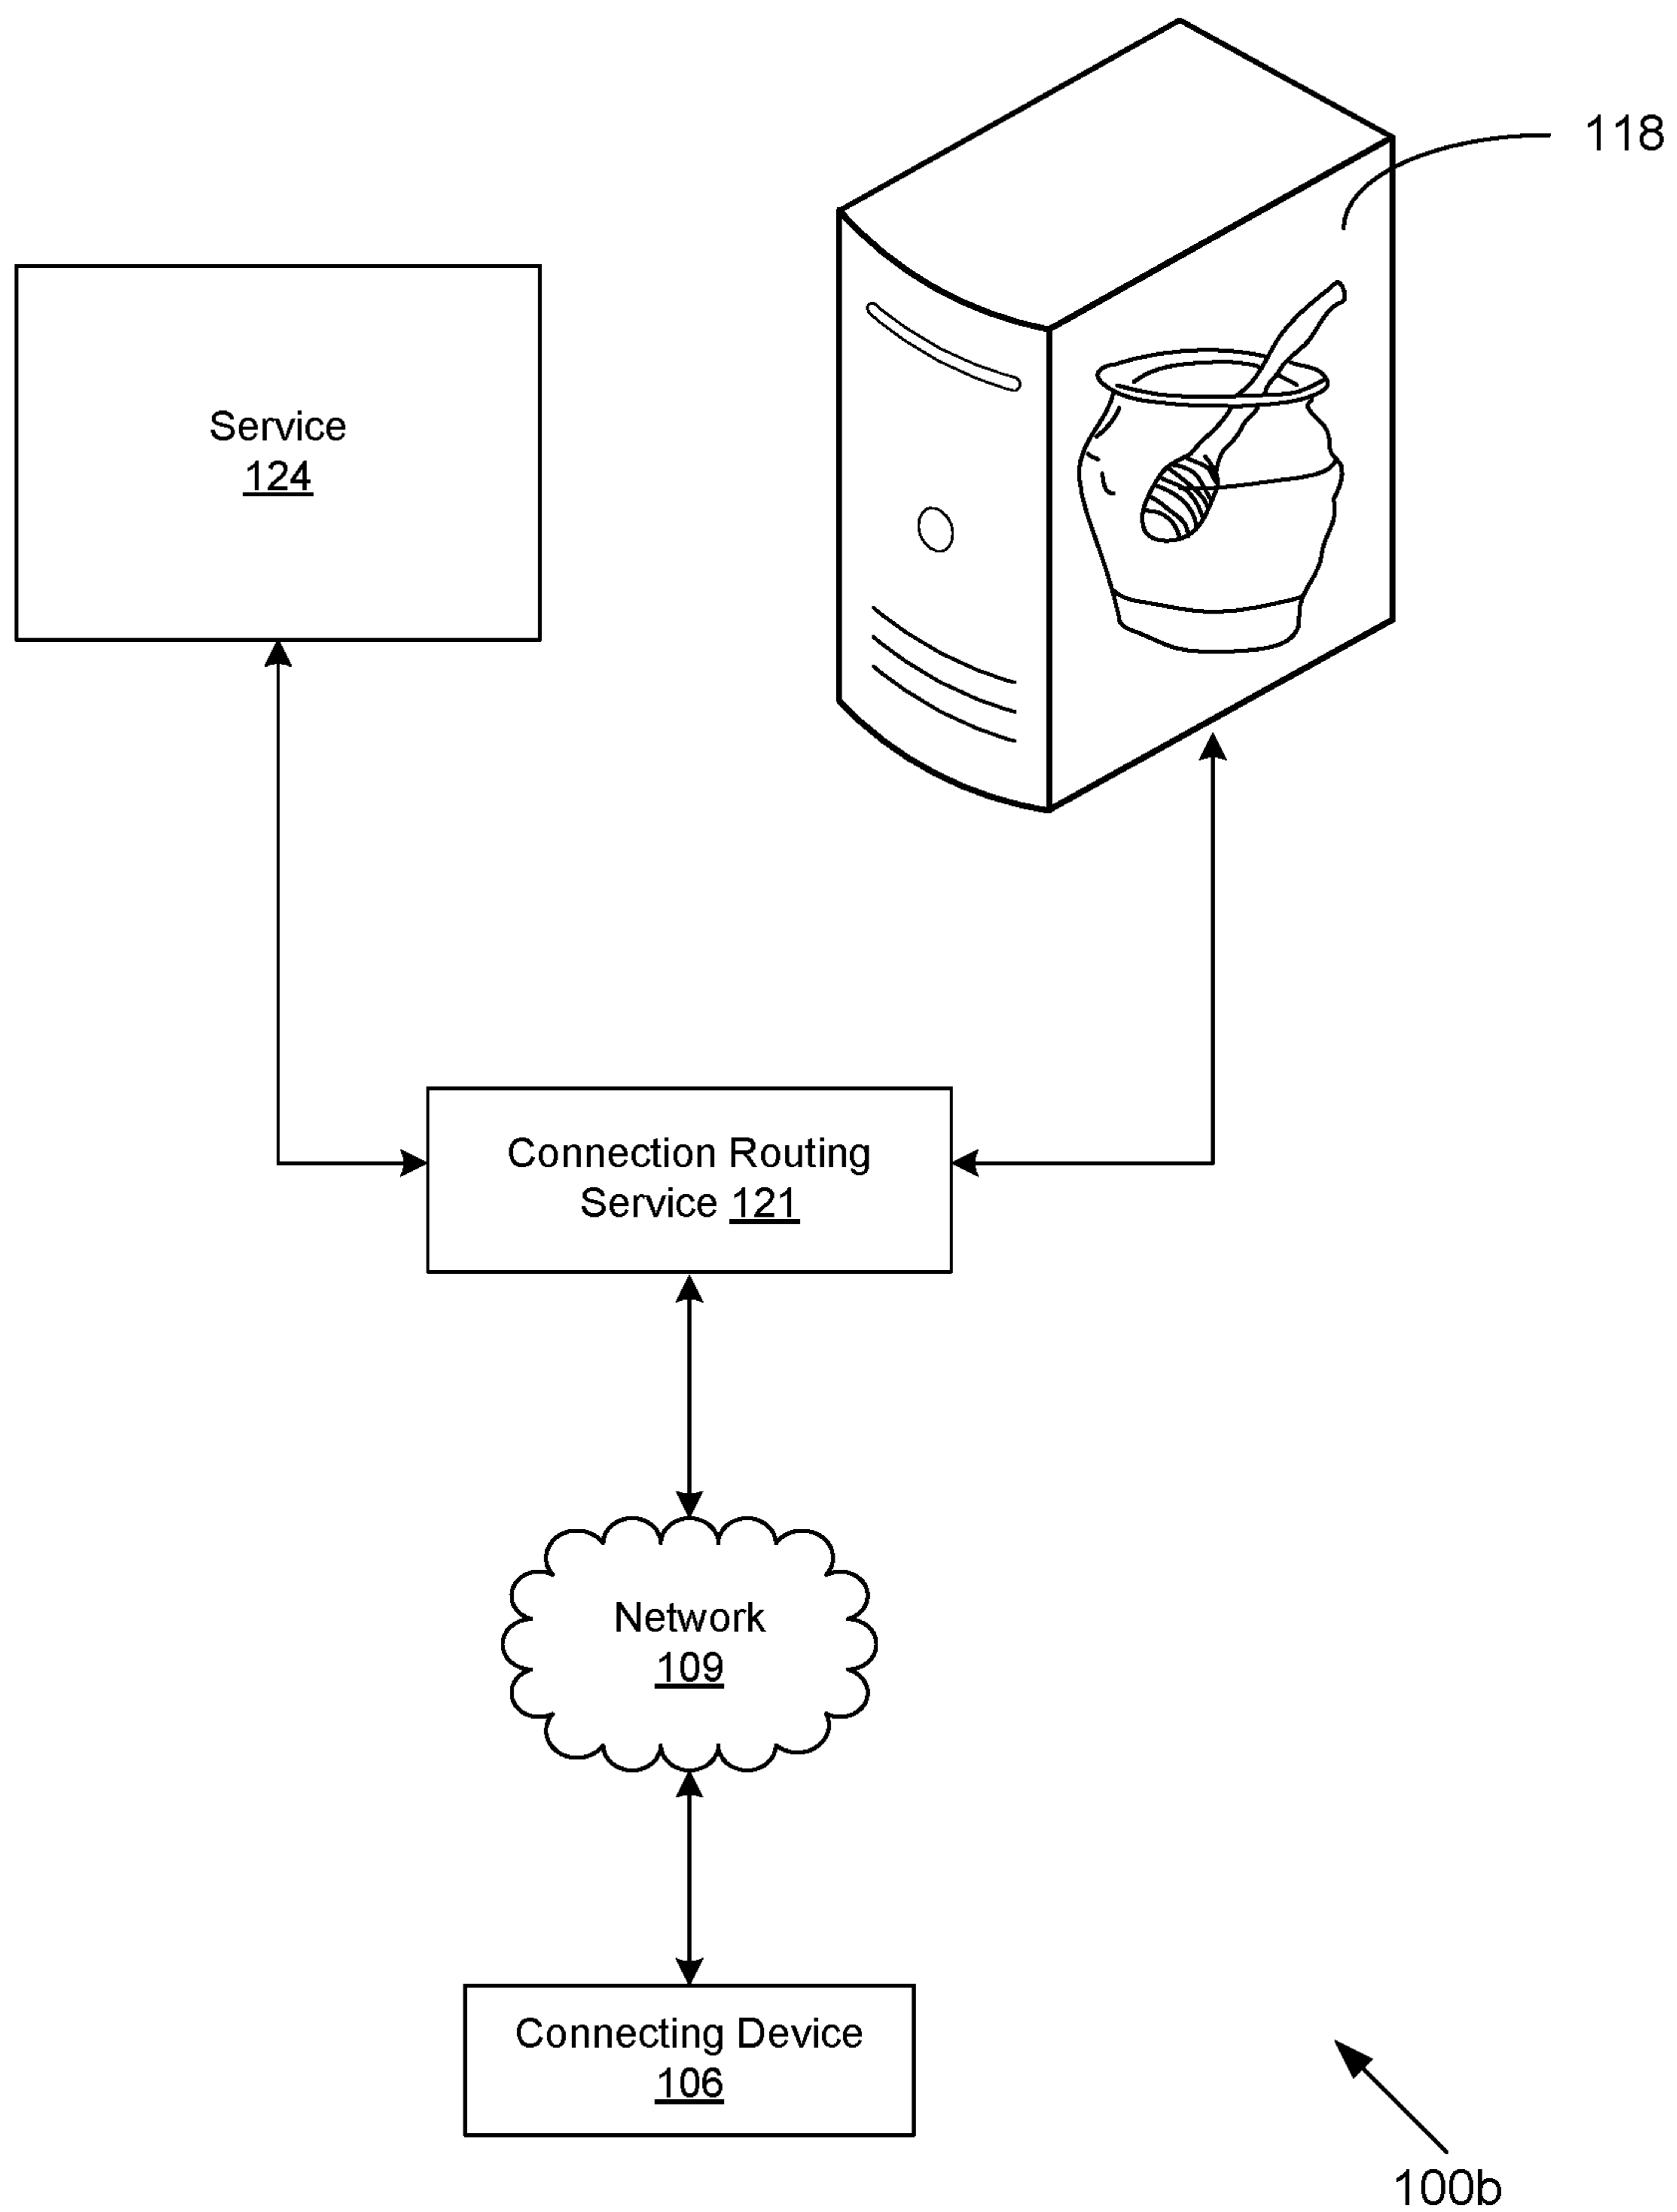 118
Service
124
Connection Routing
Service 121
Network
109
Connecting Device
106
100b